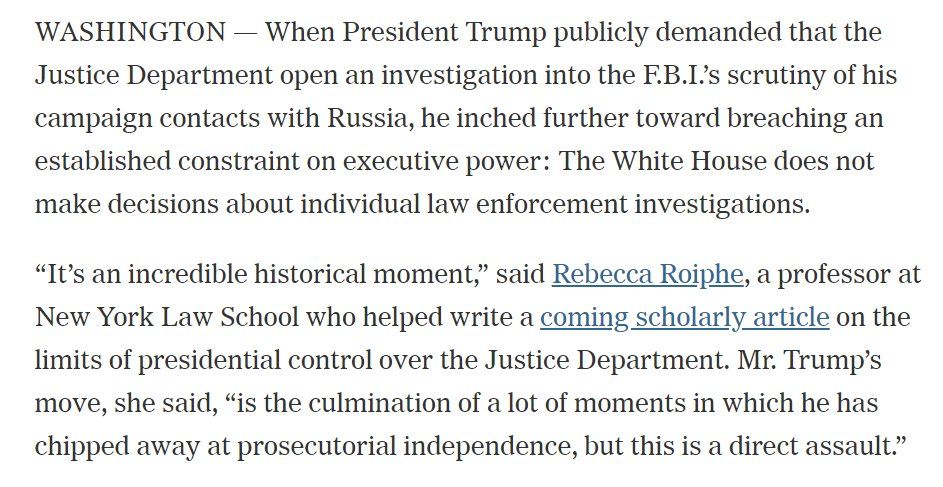 WASHINGTON — When President Trump publicly demanded that the
Justice Department open an investigation into the F.B.I.’s scrutiny of his
campaign contacts with Russia, he inched further toward breaching an
established constraint on executive power: The White House does not
make decisions about individual law enforcement investigations.
“It’s an incredible historical moment,” said Rebecca Roiphe, a professor at
New York Law School who helped write a coming scholarly article on the
limits of presidential control over the Justice Department. Mr. Trump’s
move, she said, “is the culmination of a lot of moments in which he has
chipped away at prosecutorial independence, but this is a direct assault.”